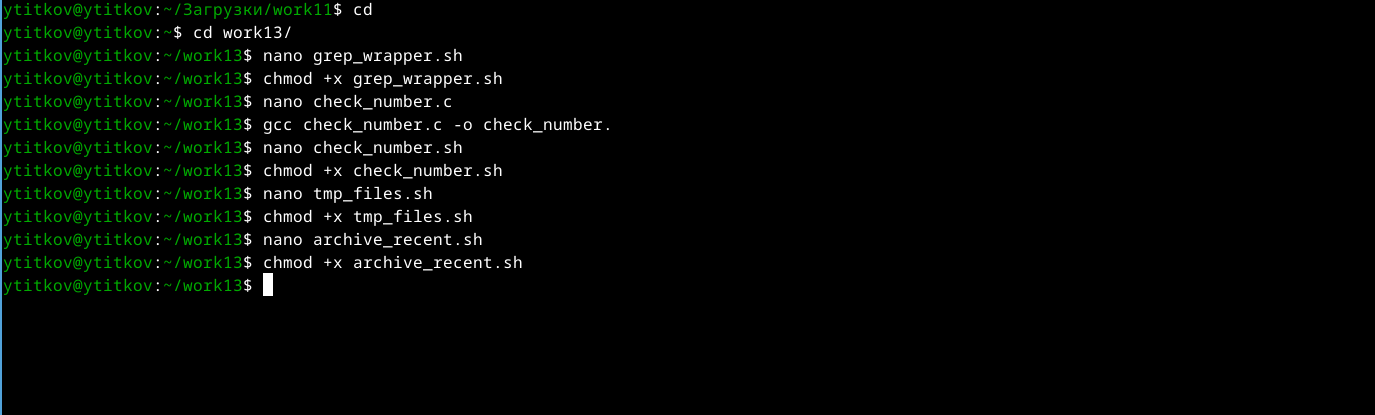 ytitkov@ytitkov:~/Загрузки/work11$ cd
ytitkov@ytitkov:~$ cd work13/
ytitkov@ytitkov:~/work13$ nano grep_wrapper.sh
ytitkov@ytitkov:~/work13$ chmod +x grep_wrapper.sh
ytitkov@ytitkov:~/work13$ nano check_number.c
ytitkov@ytitkov:~/work13$ gcc check_number.c -o check_number.
ytitkov@ytitkov:~/work13$ nano check_number.sh
ytitkov@ytitkov:~/work13$ chmod +x check_number.sh
ytitkov@ytitkov:~/work13$ nano tmp_files.sh
ytitkov@ytitkov:~/work13$ chmod +x tmp_files.sh
ytitkov@ytitkov:~/work13$ nano archive_recent.sh
ytitkov@ytitkov:~/work13$ chmod +x archive_recent.sh
ytitkov@ytitkov:~/work13$